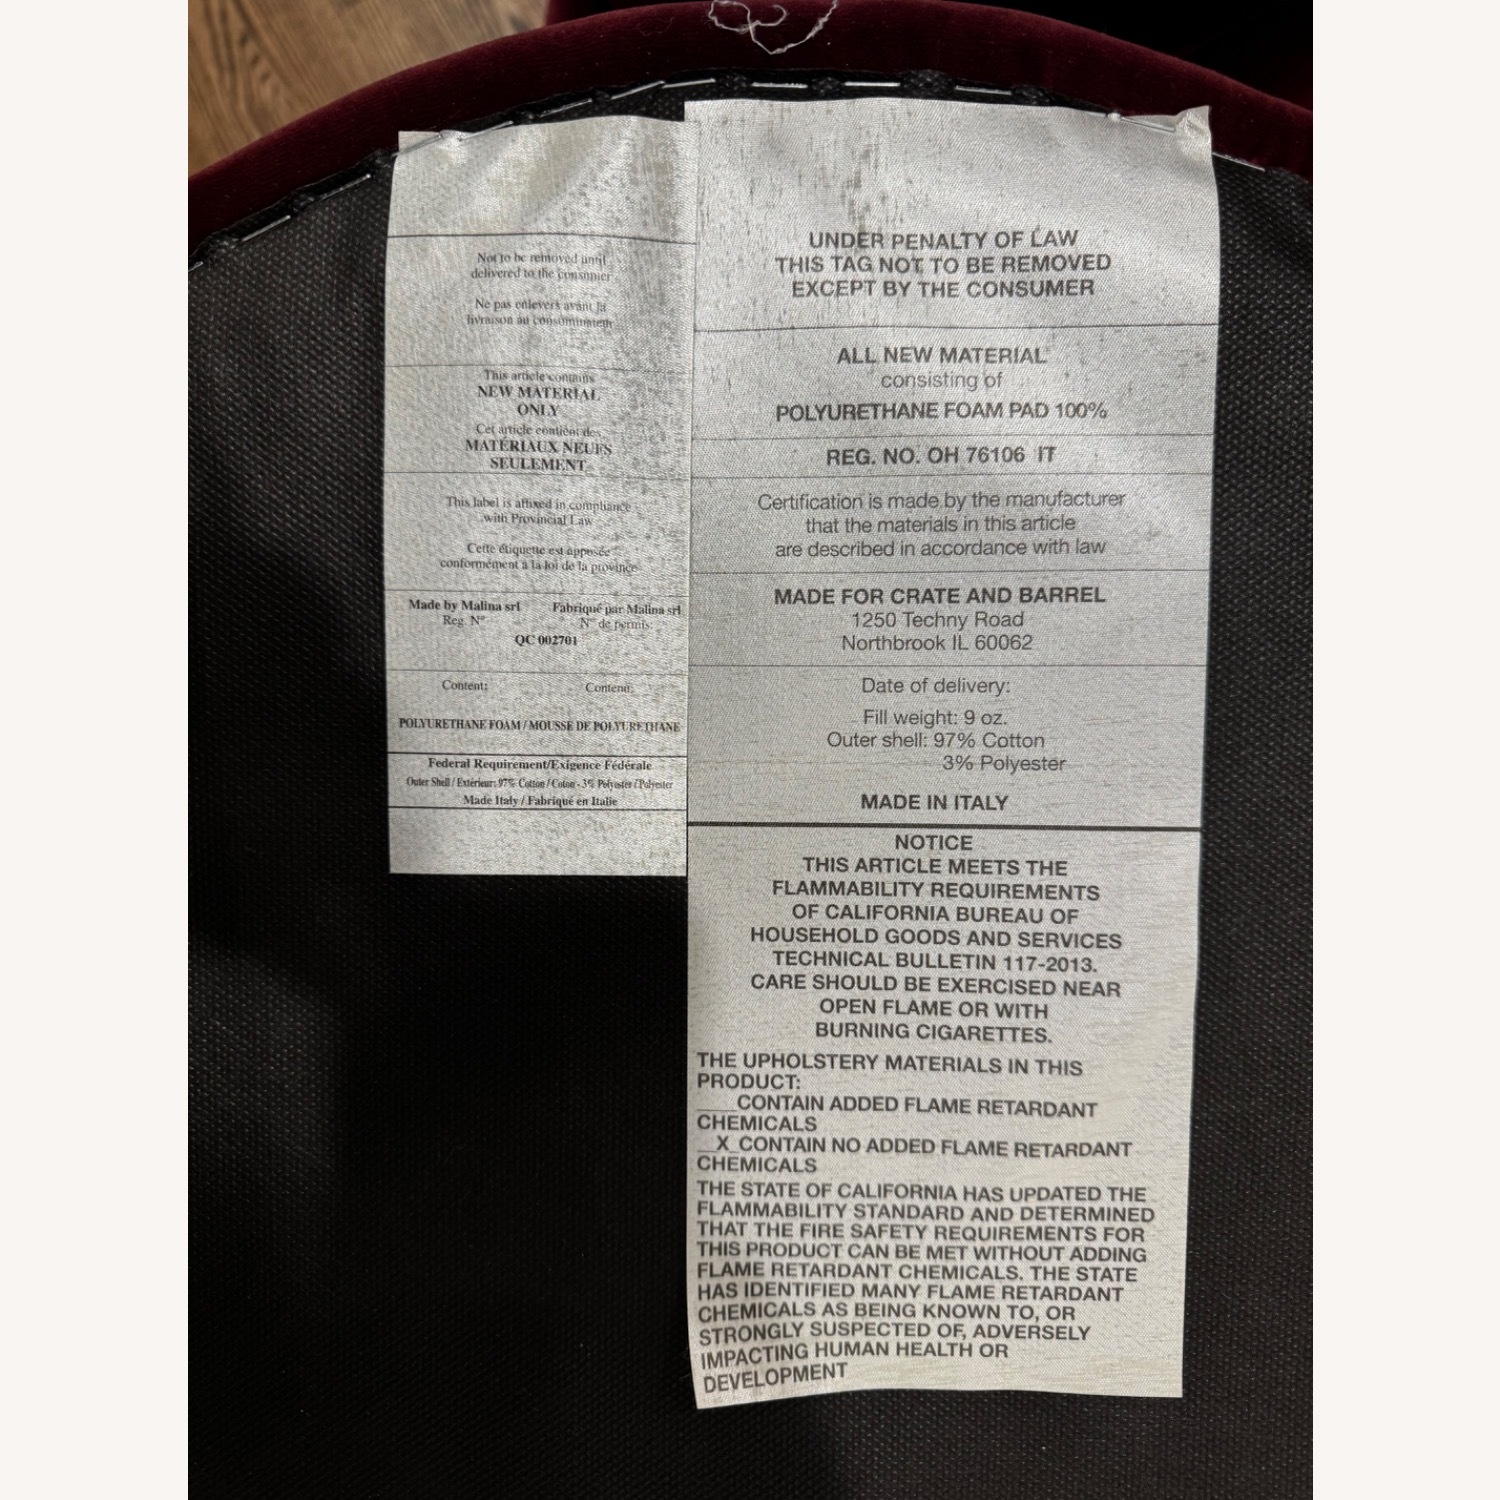 Not to be removed until
delivered to the consumer
Ne pas enlevers avant la
livraison au consommateur
This article contains
NEW MATERIAL
ONLY
Cet article contient des
MATÉRIAUX NEUFS
SEULEMENT
This label is affixed in compliance
with Provincial Law
Cette étiquette est apposée
conformément à la loi de la province
Made by Malina srl Fabriqué par Malina srl
Reg. N° N° de permis:
QC 002701
Content: Contenu:
POLYURETHANE FOAM / MOUSSE DE POLYURETHANE
Federal Requirement/Exigence Fédérale
Outer Shell / Extérieur: 97% Cotton / Coton - 3% Polyester / Polyester
Made Italy / Fabriqué en Italie
UNDER PENALTY OF LAW
THIS TAG NOT TO BE REMOVED
EXCEPT BY THE CONSUMER
ALL NEW MATERIAL
consisting of
POLYURETHANE FOAM PAD 100%
REG. NO. OH 76106 IT
Certification is made by the manufacturer
that the materials in this article
are described in accordance with law
MADE FOR CRATE AND BARREL
1250 Techny Road
Northbrook IL 60062
Date of delivery:
Fill weight: 9 oz.
Outer shell: 97% Cotton
3% Polyester
MADE IN ITALY
NOTICE
THIS ARTICLE MEETS THE
FLAMMABILITY REQUIREMENTS
OF CALIFORNIA BUREAU OF
HOUSEHOLD GOODS AND SERVICES
TECHNICAL BULLETIN 117-2013.
CARE SHOULD BE EXERCISED NEAR
OPEN FLAME OR WITH
BURNING CIGARETTES.
THE UPHOLSTERY MATERIALS IN THIS
PRODUCT:
____CONTAIN ADDED FLAME RETARDANT
CHEMICALS
__X_CONTAIN NO ADDED FLAME RETARDANT
CHEMICALS
THE STATE OF CALIFORNIA HAS UPDATED THE
FLAMMABILITY STANDARD AND DETERMINED
THAT THE FIRE SAFETY REQUIREMENTS FOR
THIS PRODUCT CAN BE MET WITHOUT ADDING
FLAME RETARDANT CHEMICALS. THE STATE
HAS IDENTIFIED MANY FLAME RETARDANT
CHEMICALS AS BEING KNOWN TO, OR
STRONGLY SUSPECTED OF, ADVERSELY
IMPACTING HUMAN HEALTH OR
DEVELOPMENT